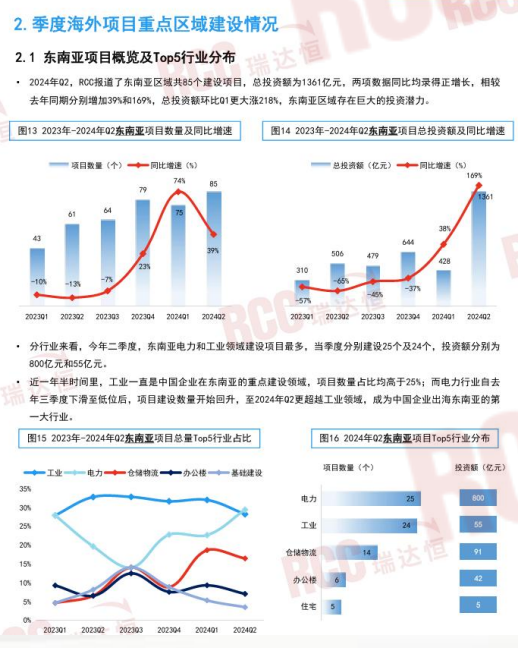 2. 季度海外项目重点区域建设情况
2.1 东南亚项目概览及Top5行业分布
• 2024年Q2，RCC报道了东南亚区域共85个建设项目，总投资额为1361亿元，两项数据同比均录得正增长，相较
去年同期分别增加39%和169%，总投资额环比Q1更大涨218%，东南亚区域存在巨大的投资潜力。
图13 2023年-2024年Q2东南亚项目数量及同比增速
图14 2023年-2024年Q2东南亚项目总投资额及同比增速
项目数量（个） 同比增速（%）
43 61 64 79 75 85
-10% -13% -7% 23% 74% 39%
2023Q1 2023Q2 2023Q3 2023Q4 2024Q1 2024Q2
总投资额（亿元） 同比增速（%）
310 506 479 644 428 1361
-57% -65% -45% -37% 38% 169%
2023Q1 2023Q2 2023Q3 2023Q4 2024Q1 2024Q2
• 分行业来看，今年二季度，东南亚电力和工业领域建设项目最多，当季度分别建设25个及24个，投资额分别为
800亿元和55亿元。
• 近一年半时间里，工业一直是中国企业在东南亚的重点建设领域，项目数量占比均高于25%；而电力行业自去
年三季度下滑至低位后，项目建设数量开始回升，至2024年Q2更超越工业领域，成为中国企业出海东南亚的第
一大行业。
图15 2023年-2024年Q2东南亚项目总量Top5行业占比
图16 2024年Q2东南亚项目Top5行业分布
工业 电力 仓储物流 办公楼 基础建设
35%
30%
25%
20%
15%
10%
5%
0%
2023Q1 2023Q2 2023Q3 2023Q4 2024Q1 2024Q2
项目数量（个） 投资额（亿元）
电力 25 800
工业 24 55
仓储物流 14 91
办公楼 6 42
住宅 5 5
RCC瑞达恒